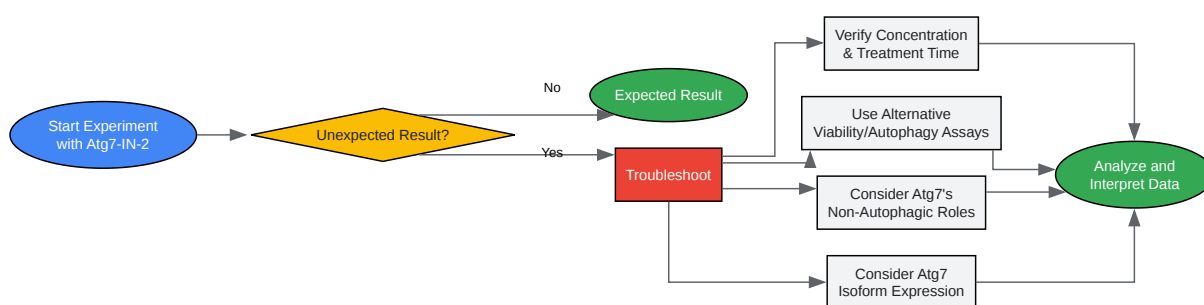 Start Experiment
with Atg7-IN-2
Unexpected Result?
No
Yes
Expected Result
Troubleshoot
Verify Concentration
& Treatment Time
Use Alternative
Viability/Autophagy Assays
Consider Atg7's
Non-Autophagic Roles
Consider Atg7
Isoform Expression
Analyze and
Interpret Data